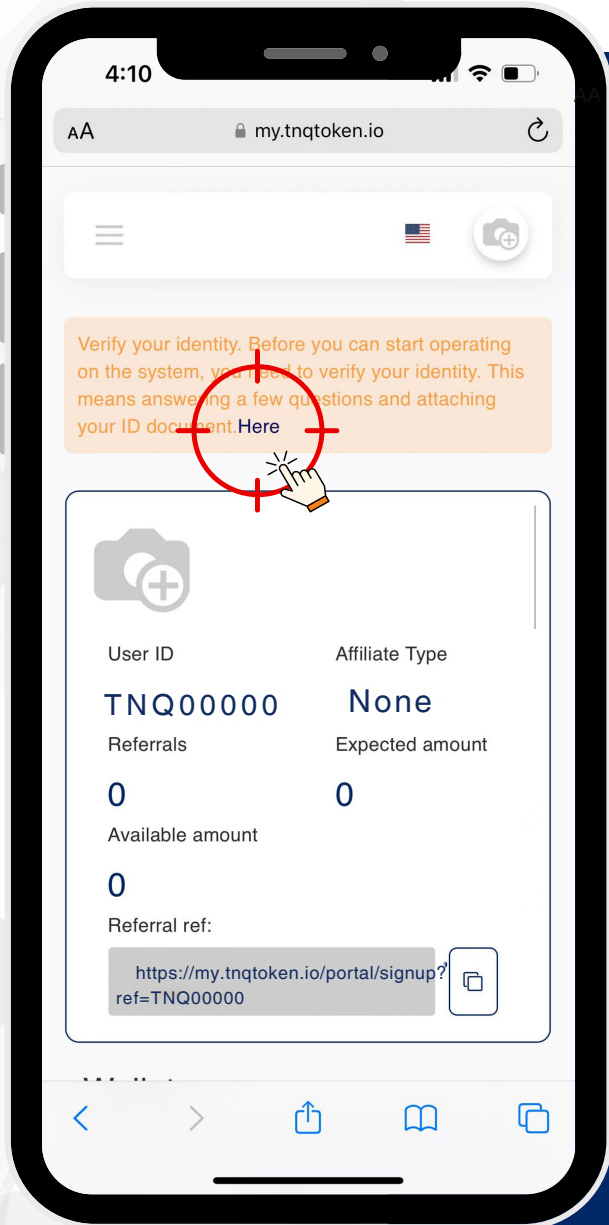 4:10
AA
AA my.tnqtoken.io
Verify your identity. Before you can start operating
on the system, you need to verify your identity. This
means answering a few questions and attaching
your ID document.Here
User ID Affiliate Type
TNQ00000 None
Referrals Expected amount
0 0
Available amount
0
Referral ref:
https://my.tnqtoken.io/portal/signup?
ref=TNQ00000